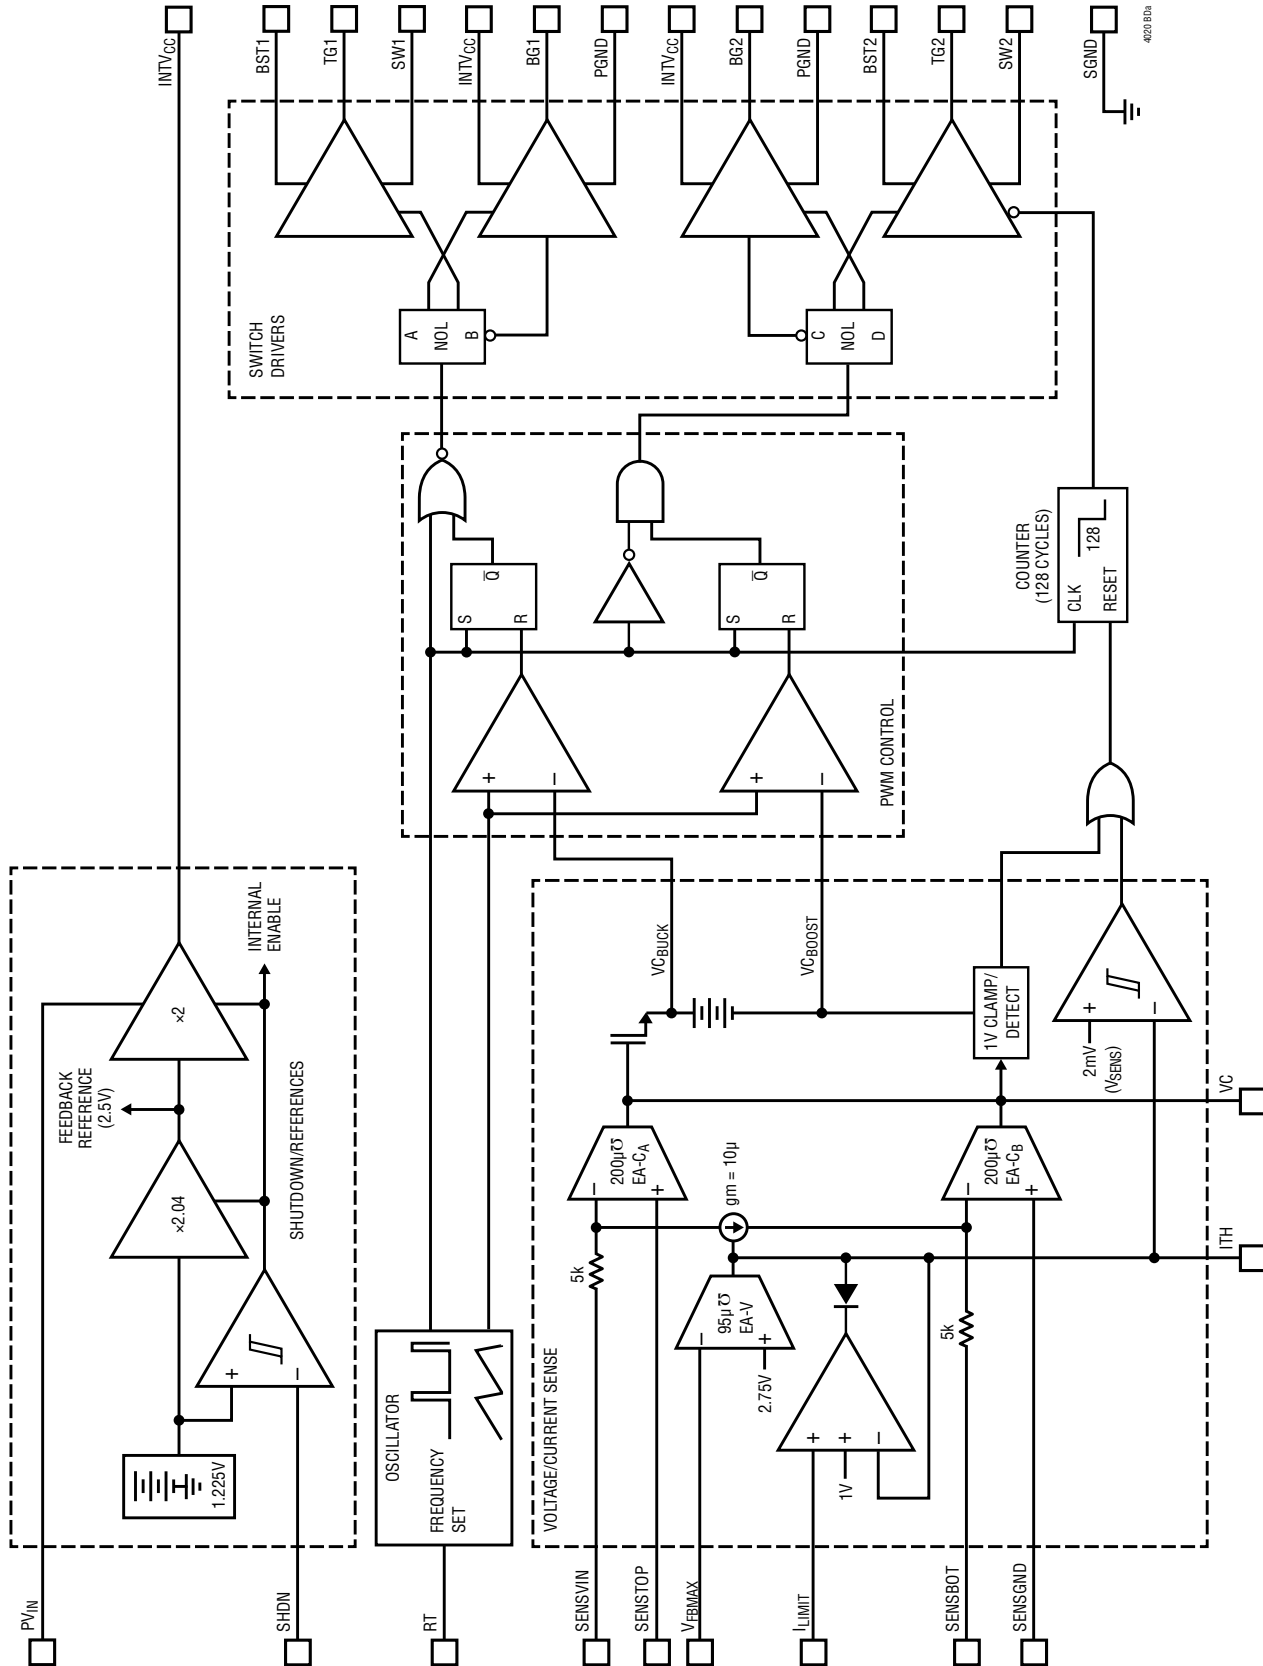 INTVCC
BST1
TG1
SW1
INTVCC
BG1
PGND
INTVCC
BG2
PGND
BST2
TG2
SW2
SGND
4020 BDa
SWITCH
DRIVERS
A
NOL
B
C
NOL
D
S
R
Q̅
S
R
Q̅
+
–
+
–
PWM CONTROL
COUNTER
(128 CYCLES)
CLK
RESET
128
INTERNAL
ENABLE
×2
FEEDBACK
REFERENCE
(2.5V)
×2.04
SHUTDOWN/REFERENCES
+
–
1.225V
PVIN
SHDN
OSCILLATOR
FREQUENCY
SET
RT
VOLTAGE/CURRENT SENSE
VCBUCK
VCBOOST
1V CLAMP/
DETECT
+
–
2mV
(VSENS)
VC
ITH
200µ℧
EA-CA
–
+
gm = 10µ
200µ℧
EA-CB
–
+
5k
95µ℧
EA-V
–
+
2.75V
5k
+
+
–
1V
SENSVIN
SENSTOP
VFBMAX
ILIMIT
SENSBOT
SENSGND